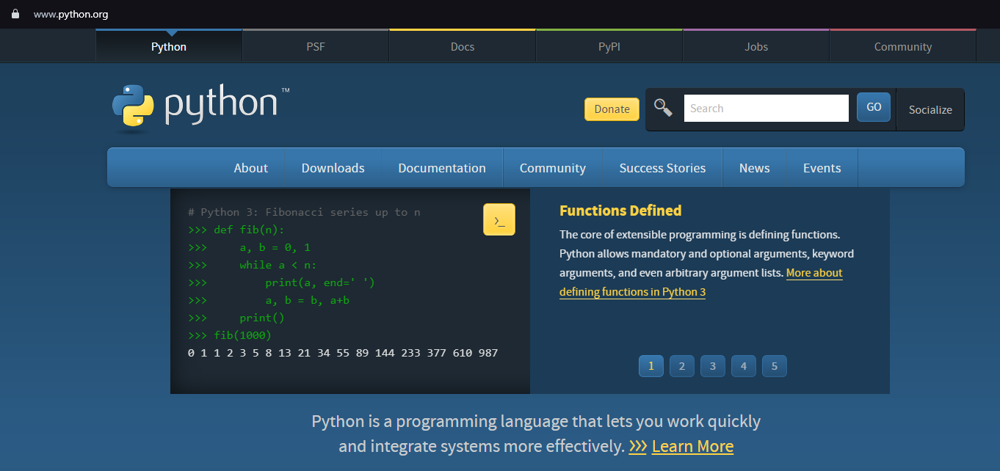 www.python.org
Python PSF Docs PyPI Jobs Community
python™
Donate Search GO Socialize
About Downloads Documentation Community Success Stories News Events
# Python 3: Fibonacci series up to n
>>> def fib(n):
>>>     a, b = 0, 1
>>>     while a < n:
>>>         print(a, end=' ')
>>>         a, b = b, a+b
>>>     print()
>>> fib(1000)
0 1 1 2 3 5 8 13 21 34 55 89 144 233 377 610 987
>_
Functions Defined
The core of extensible programming is defining functions.
Python allows mandatory and optional arguments, keyword
arguments, and even arbitrary argument lists. More about
defining functions in Python 3
1 2 3 4 5
Python is a programming language that lets you work quickly
and integrate systems more effectively. >>> Learn More